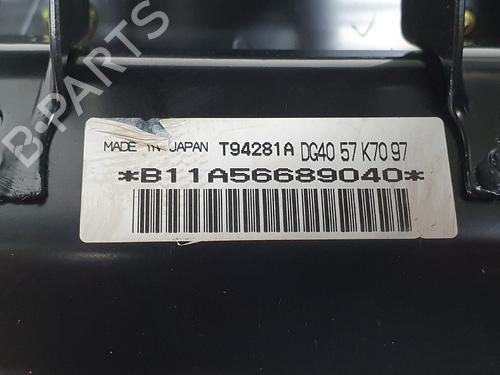 B-PARTS
MADE IN JAPAN T94281A DG40 57 K70 97
*B11A56689040*